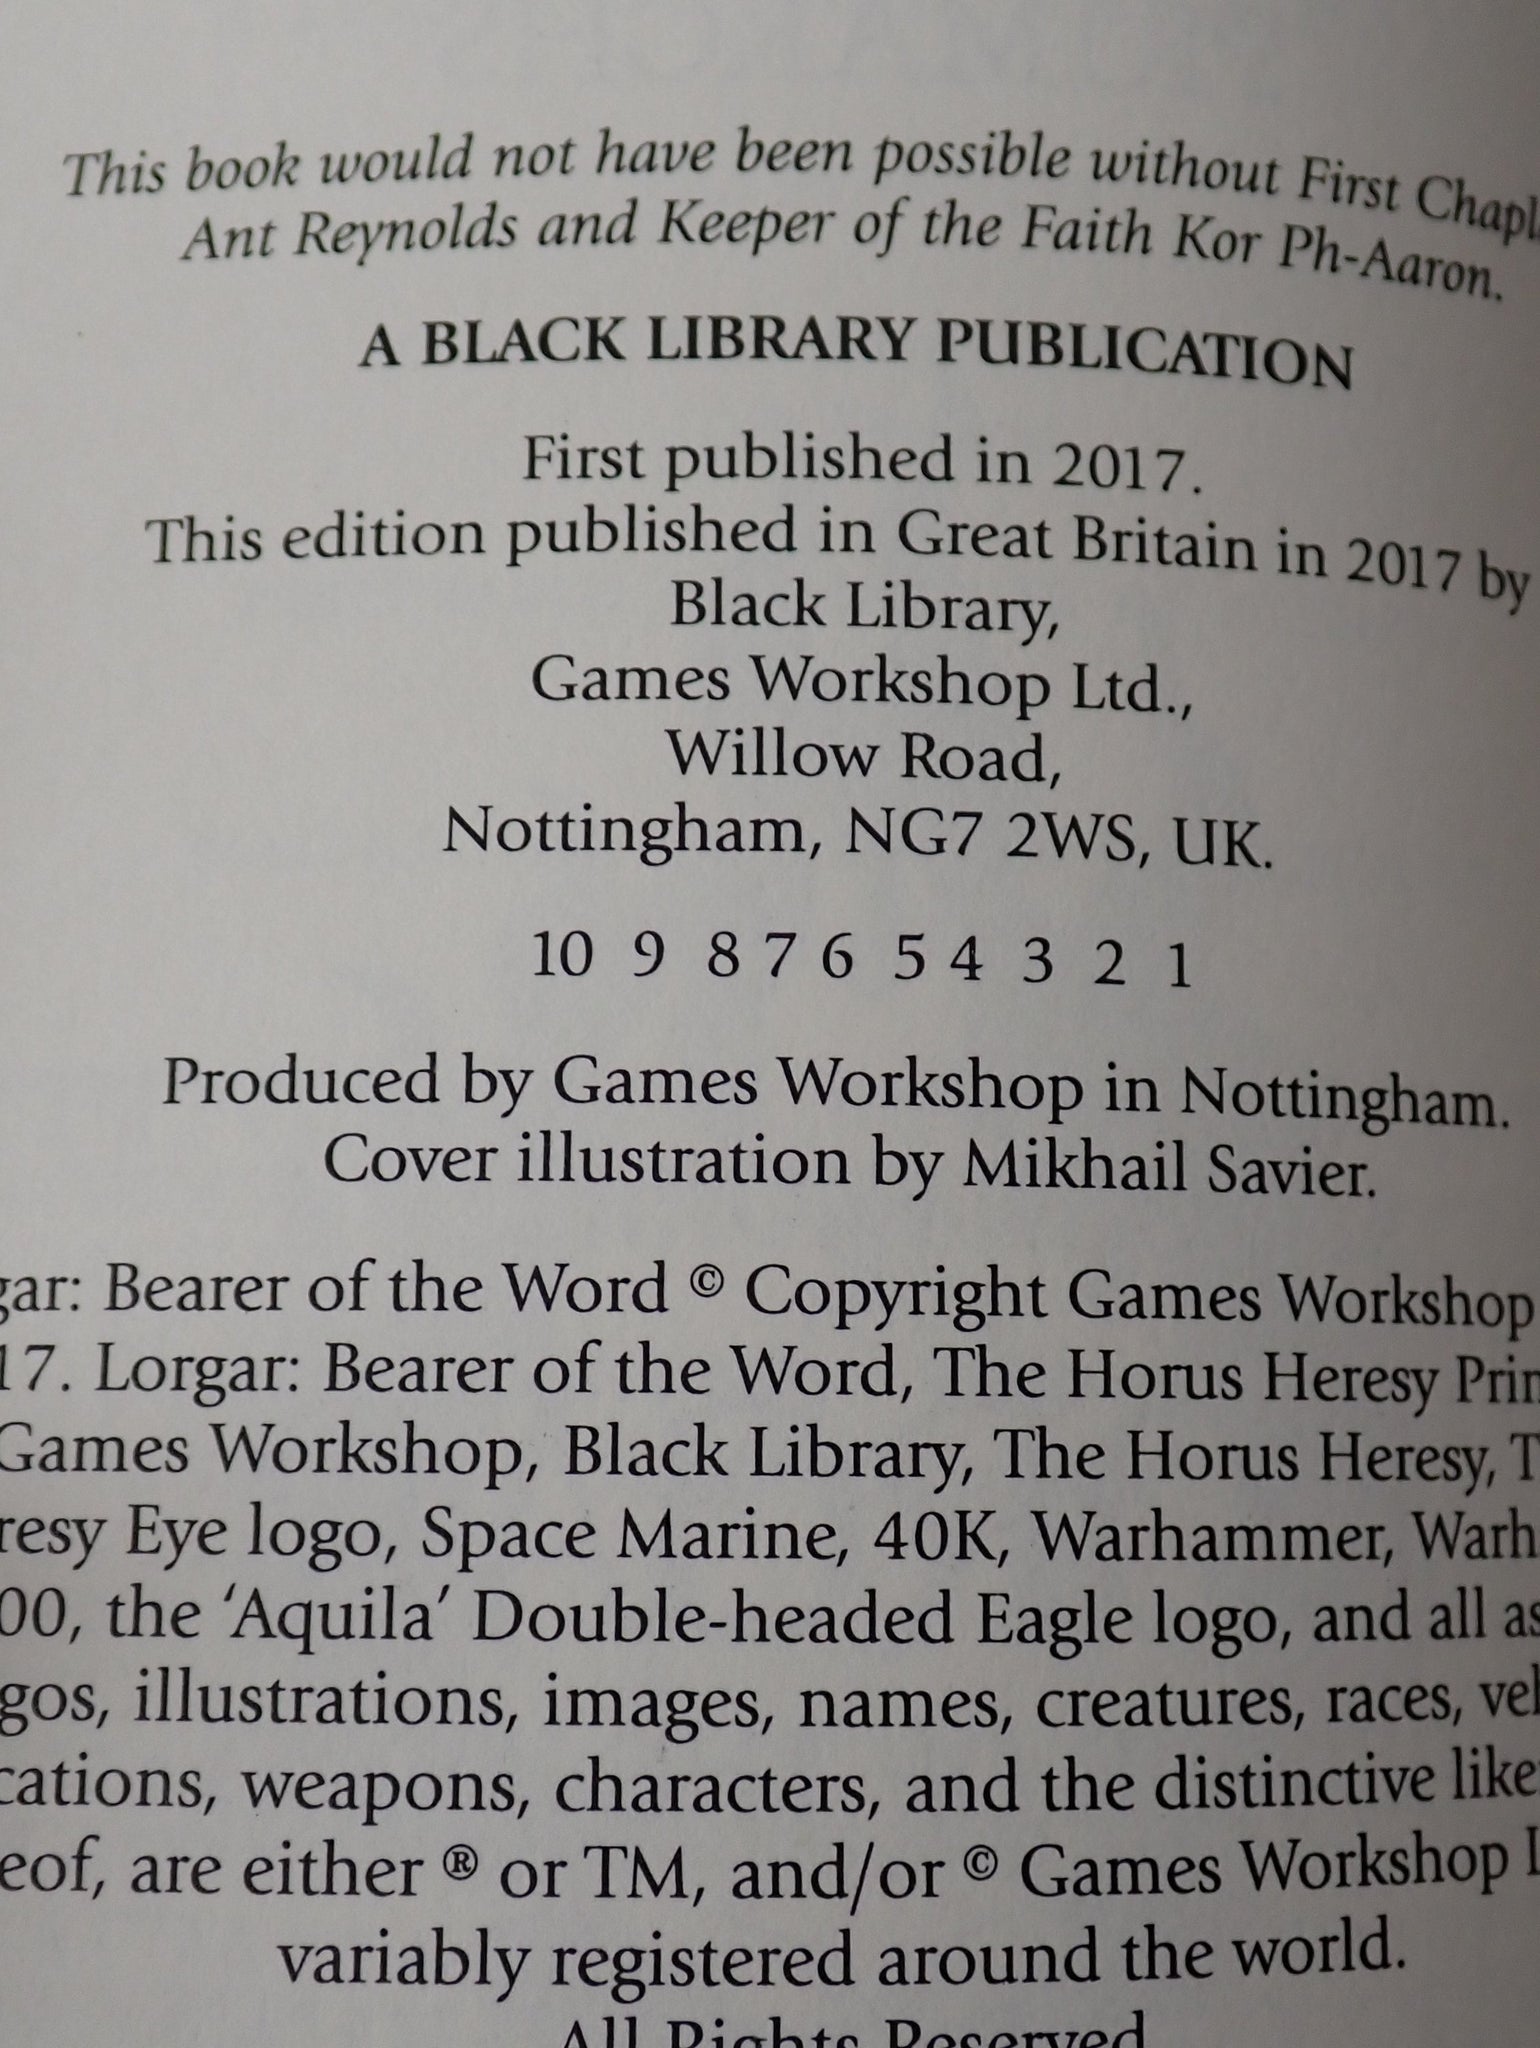 This book would not have been possible without First
Ant Reynolds and Keeper of the Faith Kor Ph-Aaron.
A BLACK LIBRARY PUBLICATION
First published in 2017.
This edition published in Great Britain in 2017 by
Black Library,
Games Workshop Ltd.,
Willow Road,
Nottingham, NG7 2WS, UK.
10 9 8 7 6 5 4 3 2 1
Produced by Games Workshop in Nottingham.
Cover illustration by Mikhail Savier.
gar: Bearer of the Word © Copyright Games Workshop
17. Lorgar: Bearer of the Word, The Horus Heresy
Games Workshop, Black Library, The Horus Heresy,
resy Eye logo, Space Marine, 40K, Warhammer,
00, the ‘Aquila’ Double-headed Eagle logo, and all
gos, illustrations, images, names, creatures, races,
cations, weapons, characters, and the distinctive like
eof, are either ® or TM, and/or © Games Workshop
variably registered around the world.
All Rights Reserved